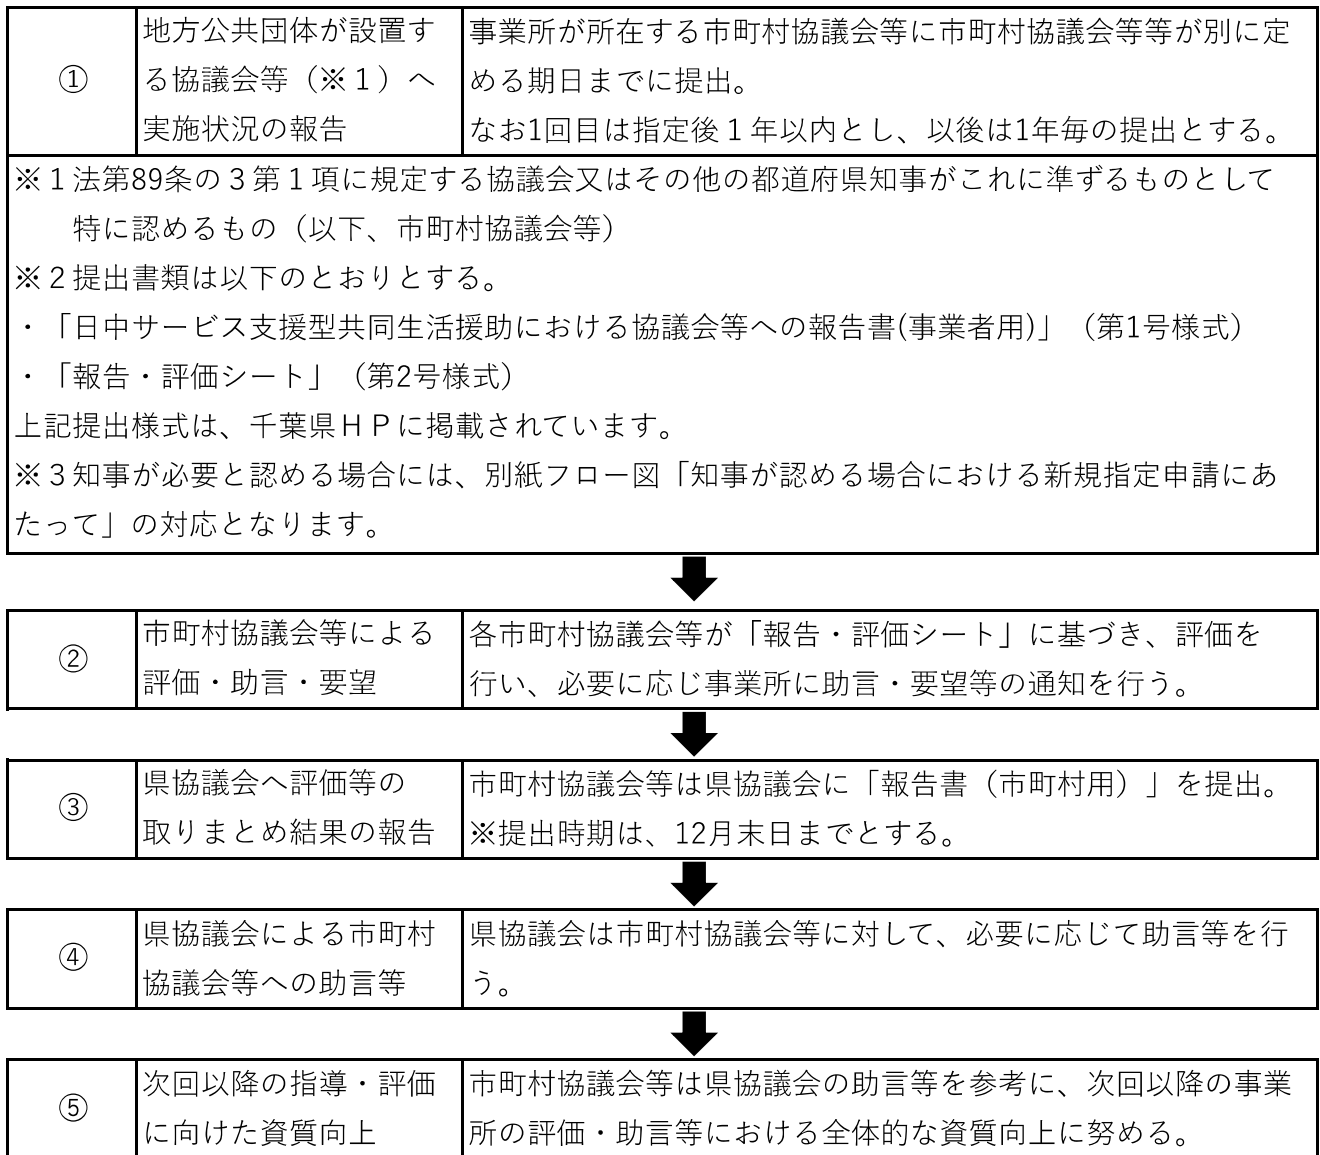 ①
地方公共団体が設置す
る協議会等（※１）へ
実施状況の報告
事業所が所在する市町村協議会等に市町村協議会等等が別に定
める期日までに提出。
なお1回目は指定後１年以内とし、以後は1年毎の提出とする。
※１法第89条の３第１項に規定する協議会又はその他の都道府県知事がこれに準ずるものとして
特に認めるもの（以下、市町村協議会等）
※２提出書類は以下のとおりとする。
・「日中サービス支援型共同生活援助における協議会等への報告書(事業者用)」（第1号様式）
・「報告・評価シート」（第2号様式）
上記提出様式は、千葉県ＨＰに掲載されています。
※３知事が必要と認める場合には、別紙フロー図「知事が認める場合における新規指定申請にあ
たって」の対応となります。
②
市町村協議会等による
評価・助言・要望
各市町村協議会等が「報告・評価シート」に基づき、評価を
行い、必要に応じ事業所に助言・要望等の通知を行う。
③
県協議会へ評価等の
取りまとめ結果の報告
市町村協議会等は県協議会に「報告書（市町村用）」を提出。
※提出時期は、12月末日までとする。
④
県協議会による市町村
協議会等への助言等
県協議会は市町村協議会等に対して、必要に応じて助言等を行
う。
⑤
次回以降の指導・評価
に向けた資質向上
市町村協議会等は県協議会の助言等を参考に、次回以降の事業
所の評価・助言等における全体的な資質向上に努める。